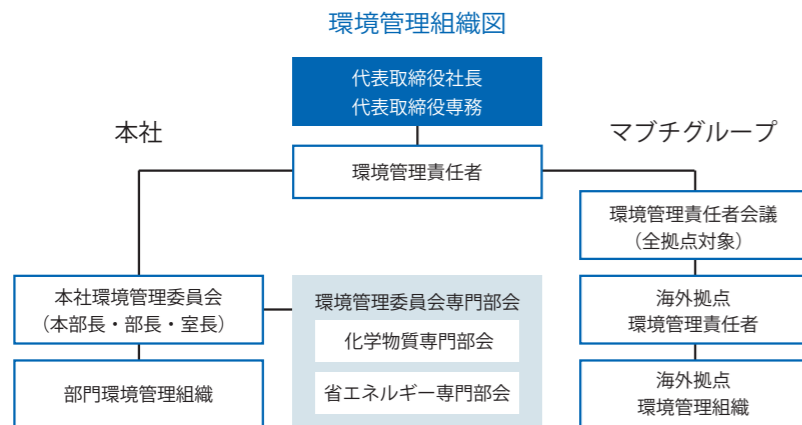 環境管理組織図
代表取締役社長
代表取締役専務
本社
マブチグループ
環境管理責任者
環境管理責任者会議
（全拠点対象）
本社環境管理委員会
（本部長・部長・室長）
環境管理委員会専門部会
化学物質専門部会
省エネルギー専門部会
海外拠点
環境管理責任者
部門環境管理組織
海外拠点
環境管理組織